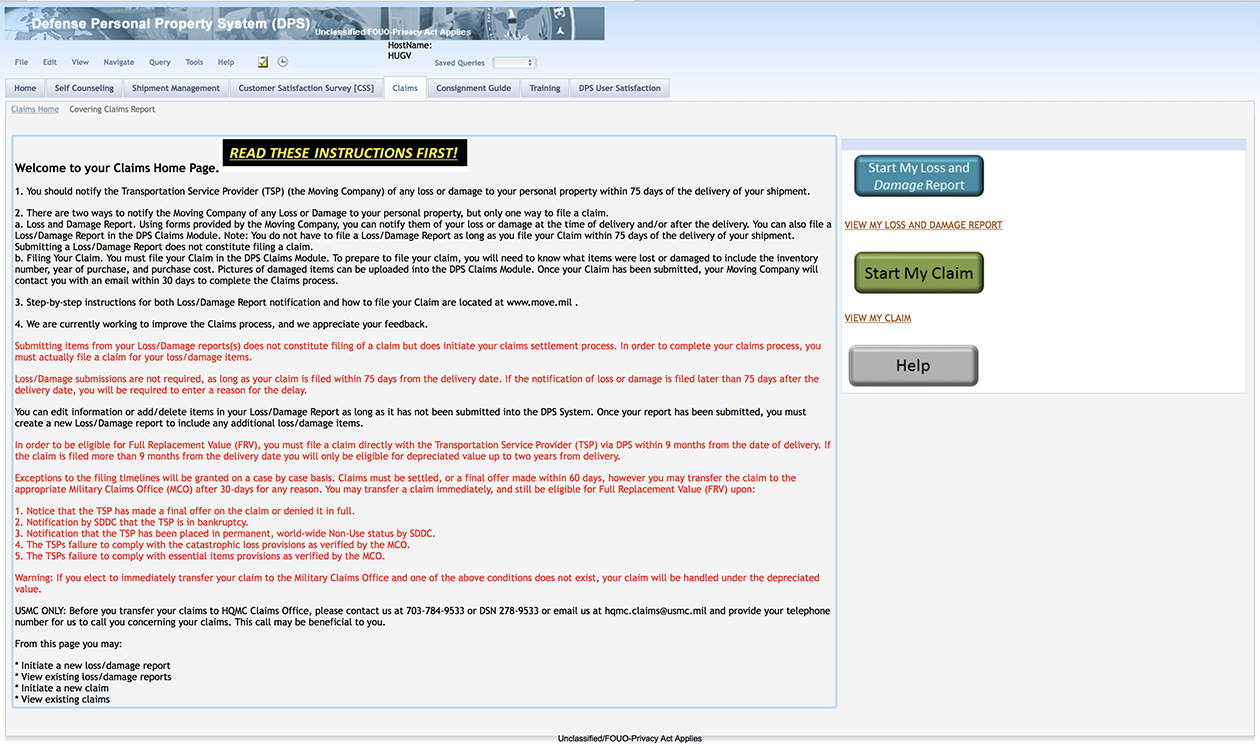 Defense Personal Property System (DPS)
Unclassified/FOUO-Privacy Act Applies
HostName:
HUGV
File Edit View Navigate Query Tools Help
Saved Queries
Home Self Counseling Shipment Management Customer Satisfaction Survey [CSS] Claims Consignment Guide Training DPS User Satisfaction
Claims Home Covering Claims Report
Welcome to your Claims Home Page. READ THESE INSTRUCTIONS FIRST!
1. You should notify the Transportation Service Provider (TSP) (the Moving Company) of any loss or damage to your personal property within 75 days of the delivery of your shipment.
2. There are two ways to notify the Moving Company of any Loss or Damage to your personal property, but only one way to file a claim.
a. Loss and Damage Report. Using forms provided by the Moving Company, you can notify them of your loss or damage at the time of delivery and/or after the delivery. You can also file a
Loss/Damage Report in the DPS Claims Module. Note: You do not have to file a Loss/Damage Report as long as you file your Claim within 75 days of the delivery of your shipment.
Submitting a Loss/Damage Report does not constitute filing a claim.
b. Filing Your Claim. You must file your Claim in the DPS Claims Module. To prepare to file your claim, you will need to know what items were lost or damaged to include the inventory
number, year of purchase, and purchase cost. Pictures of damaged items can be uploaded into the DPS Claims Module. Once your Claim has been submitted, your Moving Company will
contact you with an email within 30 days to complete the Claims process.
3. Step-by-step instructions for both Loss/Damage Report notification and how to file your Claim are located at www.move.mil .
4. We are currently working to improve the Claims process, and we appreciate your feedback.
Submitting items from your Loss/Damage reports(s) does not constitute filing of a claim but does initiate your claims settlement process. In order to complete your claims process, you
must actually file a claim for your loss/damage items.
Loss/Damage submissions are not required, as long as your claim is filed within 75 days from the delivery date. If the notification of loss or damage is filed later than 75 days after the
delivery date, you will be required to enter a reason for the delay.
You can edit information or add/delete items in your Loss/Damage Report as long as it has not been submitted into the DPS System. Once your report has been submitted, you must
create a new Loss/Damage report to include any additional loss/damage items.
In order to be eligible for Full Replacement Value (FRV), you must file a claim directly with the Transportation Service Provider (TSP) via DPS within 9 months from the date of delivery. If
the claim is filed more than 9 months from the delivery date you will only be eligible for depreciated value up to two years from delivery.
Exceptions to the filing timelines will be granted on a case by case basis. Claims must be settled, or a final offer made within 60 days, however you may transfer the claim to the
appropriate Military Claims Office (MCO) after 30-days for any reason. You may transfer a claim immediately, and still be eligible for Full Replacement Value (FRV) upon:
1. Notice that the TSP has made a final offer on the claim or denied it in full.
2. Notification by SDDC that the TSP is in bankruptcy.
3. Notification that the TSP has been placed in permanent, world-wide Non-Use status by SDDC.
4. The TSPs failure to comply with the catastrophic loss provisions as verified by the MCO.
5. The TSPs failure to comply with essential items provisions as verified by the MCO.
Warning: If you elect to immediately transfer your claim to the Military Claims Office and one of the above conditions does not exist, your claim will be handled under the depreciated
value.
USMC ONLY: Before you transfer your claims to HQMC Claims Office, please contact us at 703-784-9533 or DSN 278-9533 or email us at hqmc.claims@usmc.mil and provide your telephone
number for us to call you concerning your claims. This call may be beneficial to you.
From this page you may:
* Initiate a new loss/damage report
* View existing loss/damage reports
* Initiate a new claim
* View existing claims
Start My Loss and
Damage Report
VIEW MY LOSS AND DAMAGE REPORT
Start My Claim
VIEW MY CLAIM
Help
Unclassified/FOUO-Privacy Act Applies